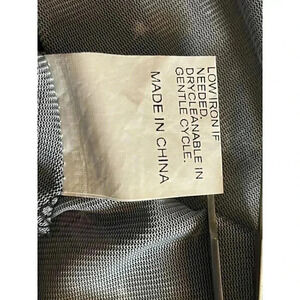 LOW IRON IF
NEEDED.
DRYCLEANABLE IN
GENTLE CYCLE.
MADE IN CHINA